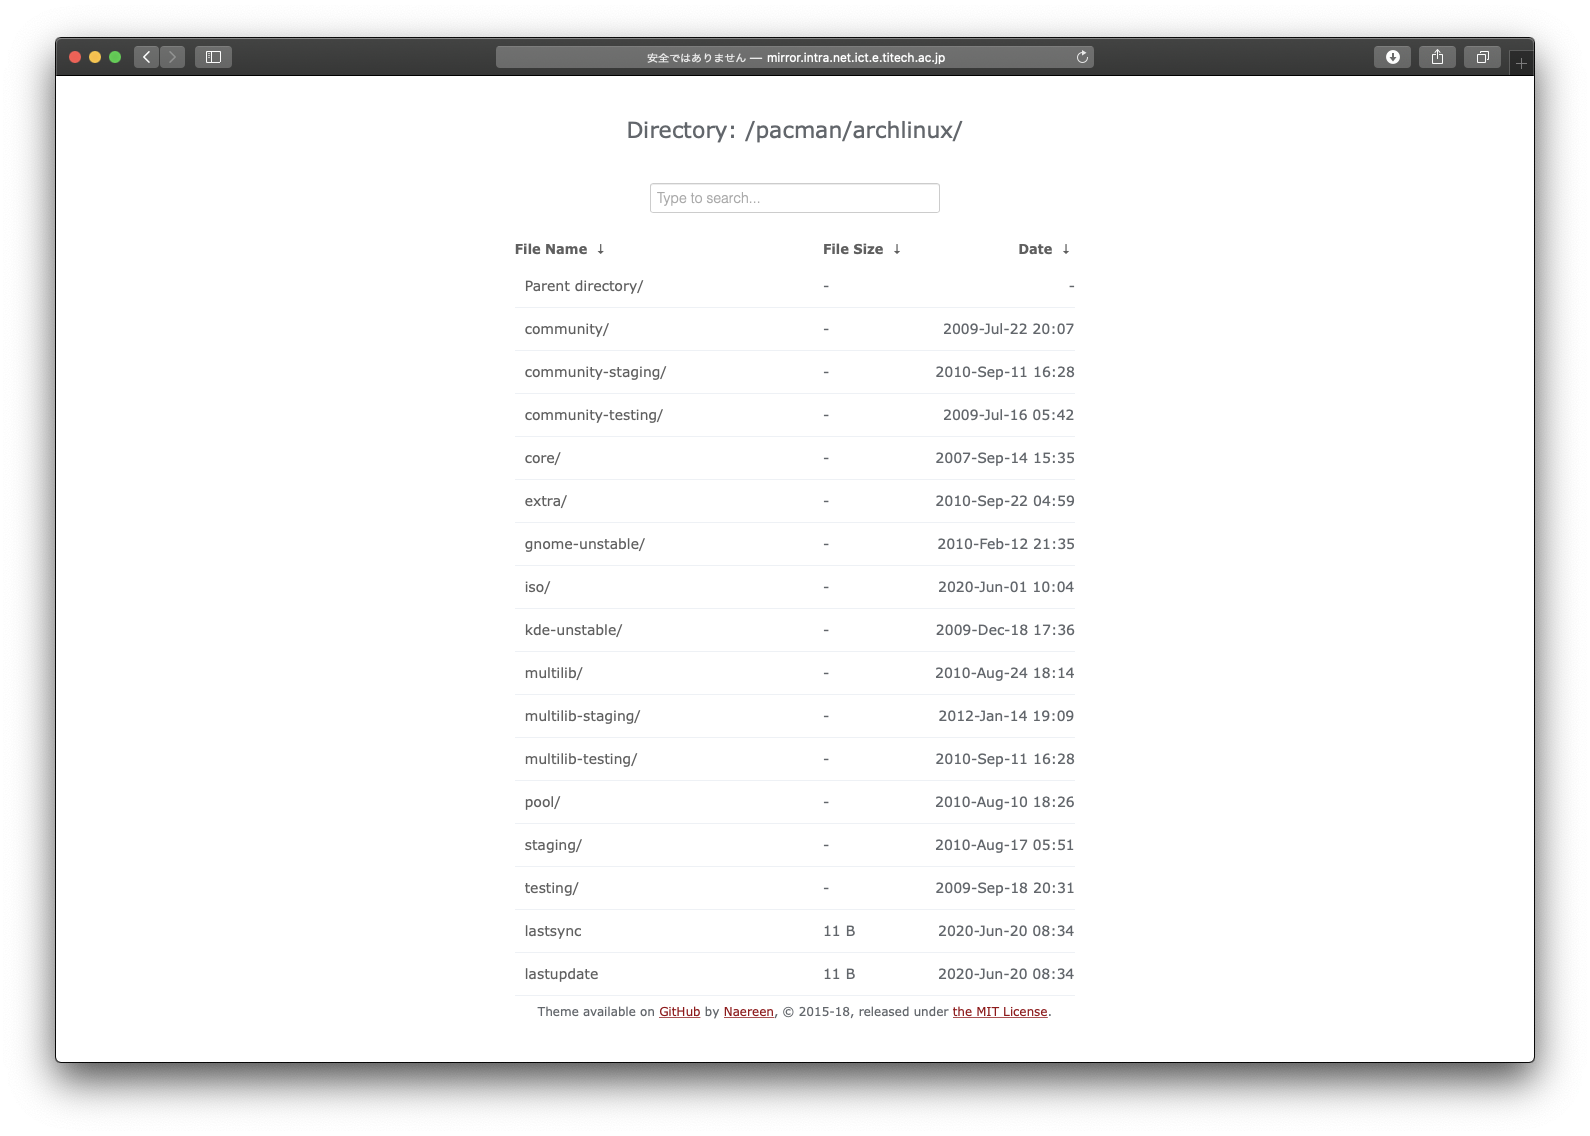 安全ではありません — mirror.intra.net.ict.e.titech.ac.jp
Directory: /pacman/archlinux/
Type to search...
File Name ↓ File Size ↓ Date ↓
Parent directory/ - -
community/ - 2009-Jul-22 20:07
community-staging/ - 2010-Sep-11 16:28
community-testing/ - 2009-Jul-16 05:42
core/ - 2007-Sep-14 15:35
extra/ - 2010-Sep-22 04:59
gnome-unstable/ - 2010-Feb-12 21:35
iso/ - 2020-Jun-01 10:04
kde-unstable/ - 2009-Dec-18 17:36
multilib/ - 2010-Aug-24 18:14
multilib-staging/ - 2012-Jan-14 19:09
multilib-testing/ - 2010-Sep-11 16:28
pool/ - 2010-Aug-10 18:26
staging/ - 2010-Aug-17 05:51
testing/ - 2009-Sep-18 20:31
lastsync 11 B 2020-Jun-20 08:34
lastupdate 11 B 2020-Jun-20 08:34
Theme available on GitHub by Naereen, © 2015-18, released under the MIT License.